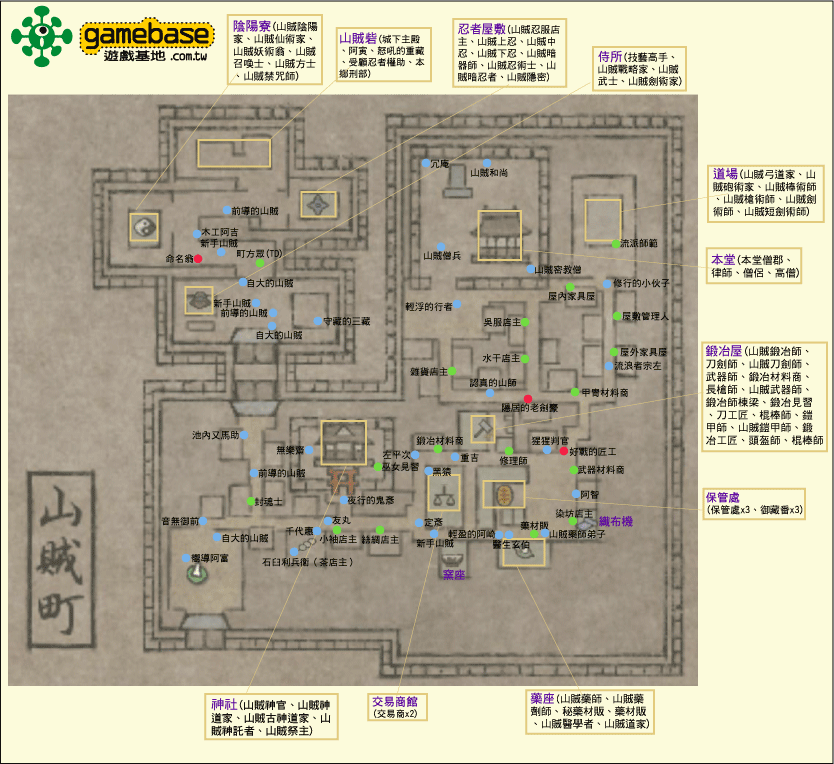 gamebase
遊戲基地.com.tw
陰陽寮(山賊陰陽
家、山賊仙術家、
山賊妖術翁、山賊
召喚士、山賊方士
、山賊禁咒師)
山賊砦(城下主殿
、阿寅、怒吼的重藏
、受顧忍者權助、本
鄉刑部)
忍者屋敷(山賊忍服店
主、山賊上忍、山賊中
忍、山賊下忍、山賊暗
器師、山賊忍術士、山
賊暗忍者、山賊隱密)
侍所(技藝高手、
山賊戰略家、山賊
武士、山賊劍術家)
道場(山賊弓道家、山
賊砲術家、山賊棒術師
、山賊槍術師、山賊劍
術師、山賊短劍術師)
本堂(本堂僧郡、
律師、僧侶、高僧)
鍛冶屋(山賊鍛冶師、
刀劍師、山賊刀劍師、
武器師、鍛冶材料商、
長槍師、山賊武器師、
鍛冶師棟梁、鍛冶見習
、刀工匠、棍棒師、鎧
甲師、山賊鎧甲師、鍛
冶工匠、頭盔師、棍棒師
保管處
(保管處x3、御藏番x3)
冗庵
山賊和尚
前導的山賊
木工阿吉
新手山賊
町方眾(TD)
命名翁
流派師範
山賊僧兵
山賊密教僧
自大的山賊
修行的小伙子
屋內家具屋
新手山賊
前導的山賊
守藏的三藏
自大的山賊
輕浮的行者
吳服店主
屋敷管理人
水干店主
屋外家具屋
流浪者宗左
雜貨店主
認真的山師
甲冑材料商
隱居的老劍豪
池內又馬助
無樂齋
鍛冶材料商
左平次
巫女見習
重吉
修理師
猩猩判官
好戰的匠工
前導的山賊
黑猿
武器材料商
封魂士
夜行的鬼齋
阿智
音無御前
友丸
定齋
染坊店主
織布機
自大的山賊
千代惠
小袖店主
絲綢店主
新手山賊
輕盈的阿崎
藥材販
山賊藥師弟子
醫生玄伯
嚮導阿富
石臼利兵衛(茶店主)
窯座
山賊町
神社(山賊神官、山賊神
道家、山賊古神道家、山
賊神託者、山賊祭主)
交易商館
(交易商x2)
藥座(山賊藥師、山賊藥
劑師、秘藥材販、藥材販
、山賊醫學者、山賊道家)